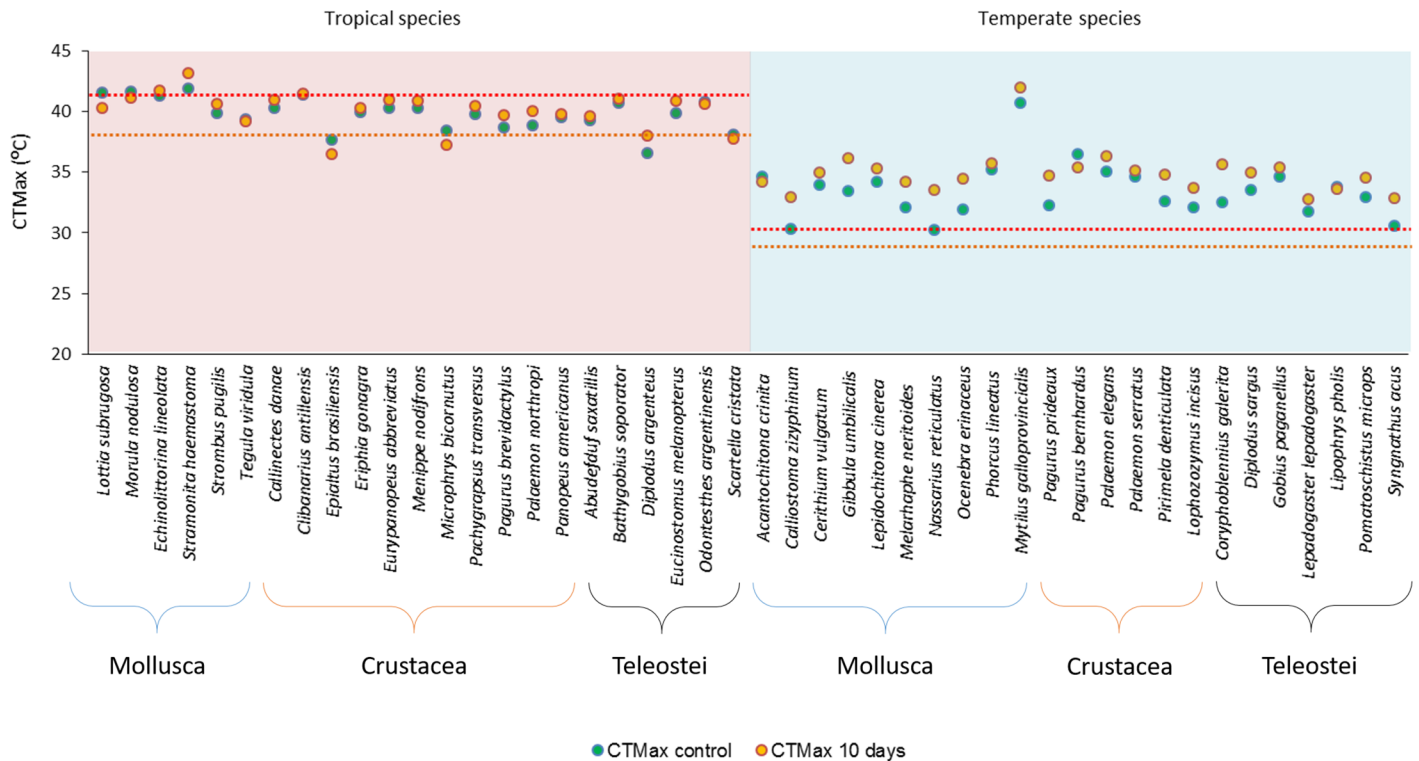 Tropical species
Temperate species
CTMax (ºC)
45
40
35
30
25
20
Lottia subrugosa
Morula nodulosa
Echinolittorina lineolata
Stramonita haemastoma
Strombus pugilis
Tegula viridula
Callinectes danae
Clibanarius antillensis
Epialtus brasiliensis
Eriphia gonagra
Eurypanopeus abbreviatus
Menippe nodifrons
Microphrys bicornutus
Pachygrapsus transversus
Pagurus brevidactylus
Palaemon northropi
Panopeus americanus
Abudefduf saxatillis
Bathygobius soporator
Diplodus argenteus
Eucinostomus melanopterus
Odontesthes argentinensis
Scartella cristata
Acantochitona crinita
Calliostoma zizyphinum
Cerithium vulgatum
Gibbula umbilicalis
Lepidochitona cinerea
Melarhaphe neritoides
Nassarius reticulatus
Ocenebra erinaceus
Phorcus lineatus
Mytilus galloprovincialis
Pagurus prideaux
Pagurus bernhardus
Palaemon elegans
Palaemon serratus
Pirimela denticulata
Lophozozymus incisus
Coryphoblennius galerita
Diplodus sargus
Gobius paganellus
Lepadogaster lepadogaster
Lipophrys pholis
Pomatoschistus microps
Syngnathus acus
Mollusca
Crustacea
Teleostei
Mollusca
Crustacea
Teleostei
CTMax control
CTMax 10 days